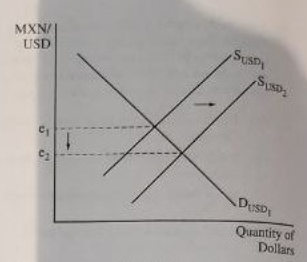 MXN/
USD
S_USD₁
S_USD₂
e₁
e₂
D_USD₁
Quantity of
Dollars